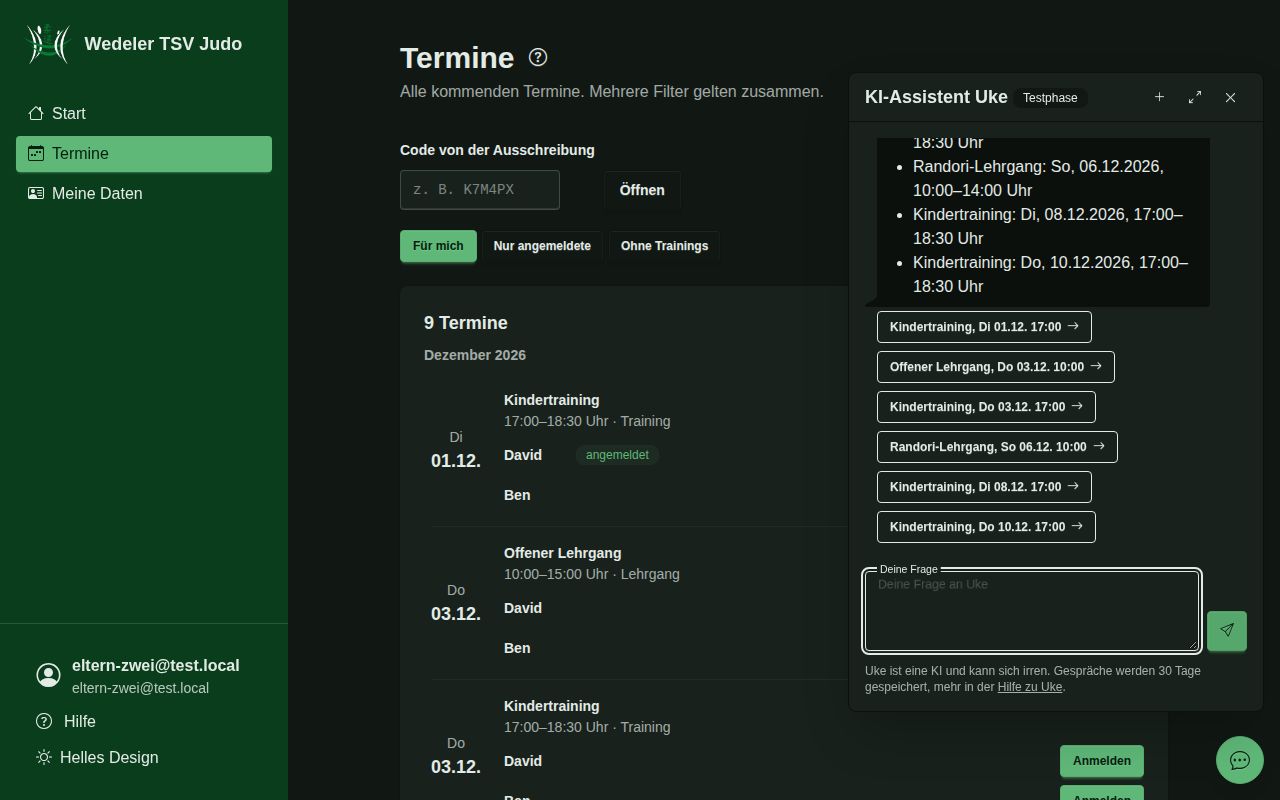 Wedeler TSV Judo
Start
Termine
Meine Daten
eltern-zwei@test.local
eltern-zwei@test.local
Hilfe
Helles Design
Termine
Alle kommenden Termine. Mehrere Filter gelten zusammen.
Code von der Ausschreibung
z. B. K7M4PX
Öffnen
Für mich
Nur angemeldete
Ohne Trainings
9 Termine
Dezember 2026
Di
01.12.
Kindertraining
17:00–18:30 Uhr · Training
David
angemeldet
Ben
Do
03.12.
Offener Lehrgang
10:00–15:00 Uhr · Lehrgang
David
Ben
Do
03.12.
Kindertraining
17:00–18:30 Uhr · Training
David
Anmelden
Ben
Anmelden
KI-Assistent Uke
Testphase
18:30 Uhr
Randori-Lehrgang: So, 06.12.2026,
10:00–14:00 Uhr
Kindertraining: Di, 08.12.2026, 17:00–
18:30 Uhr
Kindertraining: Do, 10.12.2026, 17:00–
18:30 Uhr
Kindertraining, Di 01.12. 17:00 →
Offener Lehrgang, Do 03.12. 10:00 →
Kindertraining, Do 03.12. 17:00 →
Randori-Lehrgang, So 06.12. 10:00 →
Kindertraining, Di 08.12. 17:00 →
Kindertraining, Do 10.12. 17:00 →
Deine Frage
Deine Frage an Uke
Uke ist eine KI und kann sich irren. Gespräche werden 30 Tage
gespeichert, mehr in der Hilfe zu Uke.